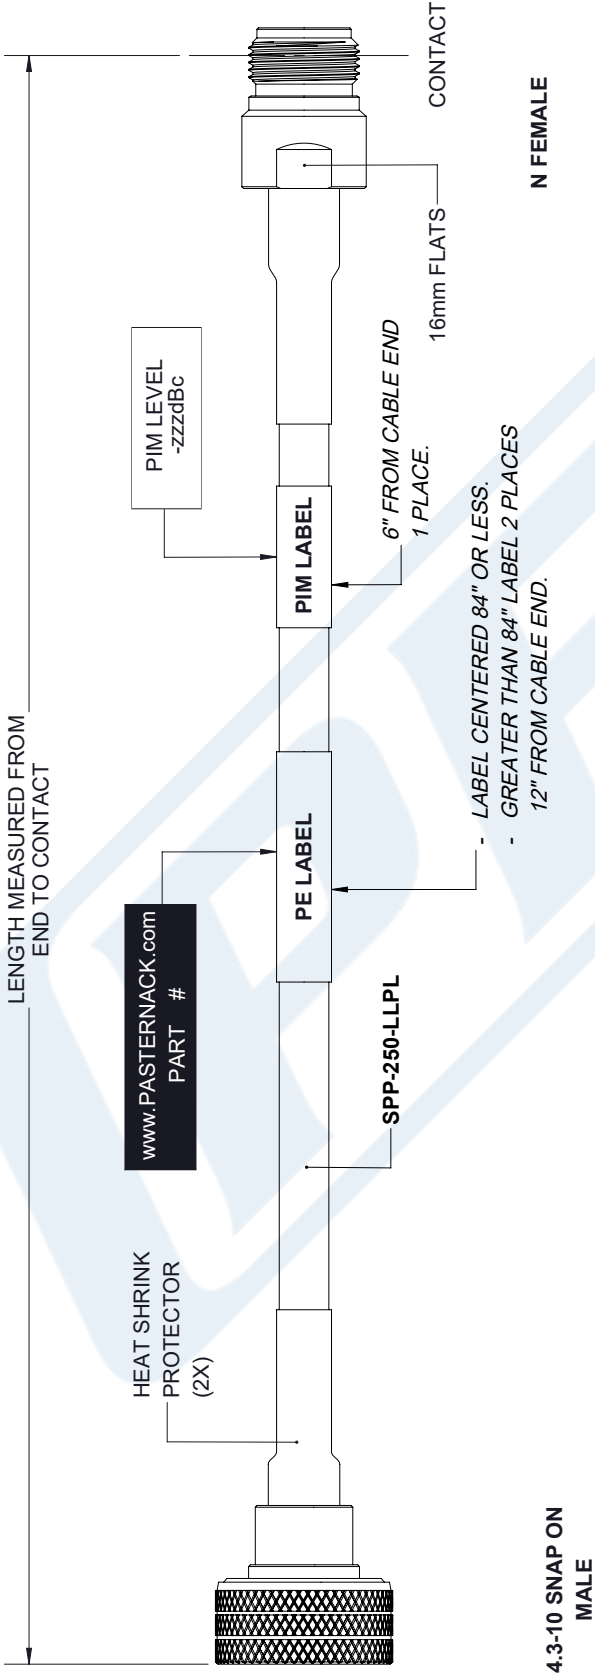 LENGTH MEASURED FROM
END TO CONTACT
HEAT SHRINK
PROTECTOR
(2X)
www.PASTERNACK.com
PART #
PIM LEVEL
-zzzdBc
PE LABEL
PIM LABEL
SPP-250-LLPL
6" FROM CABLE END
1 PLACE.
16mm FLATS
CONTACT
- LABEL CENTERED 84" OR LESS.
- GREATER THAN 84" LABEL 2 PLACES
12" FROM CABLE END.
4.3-10 SNAP ON
MALE
N FEMALE